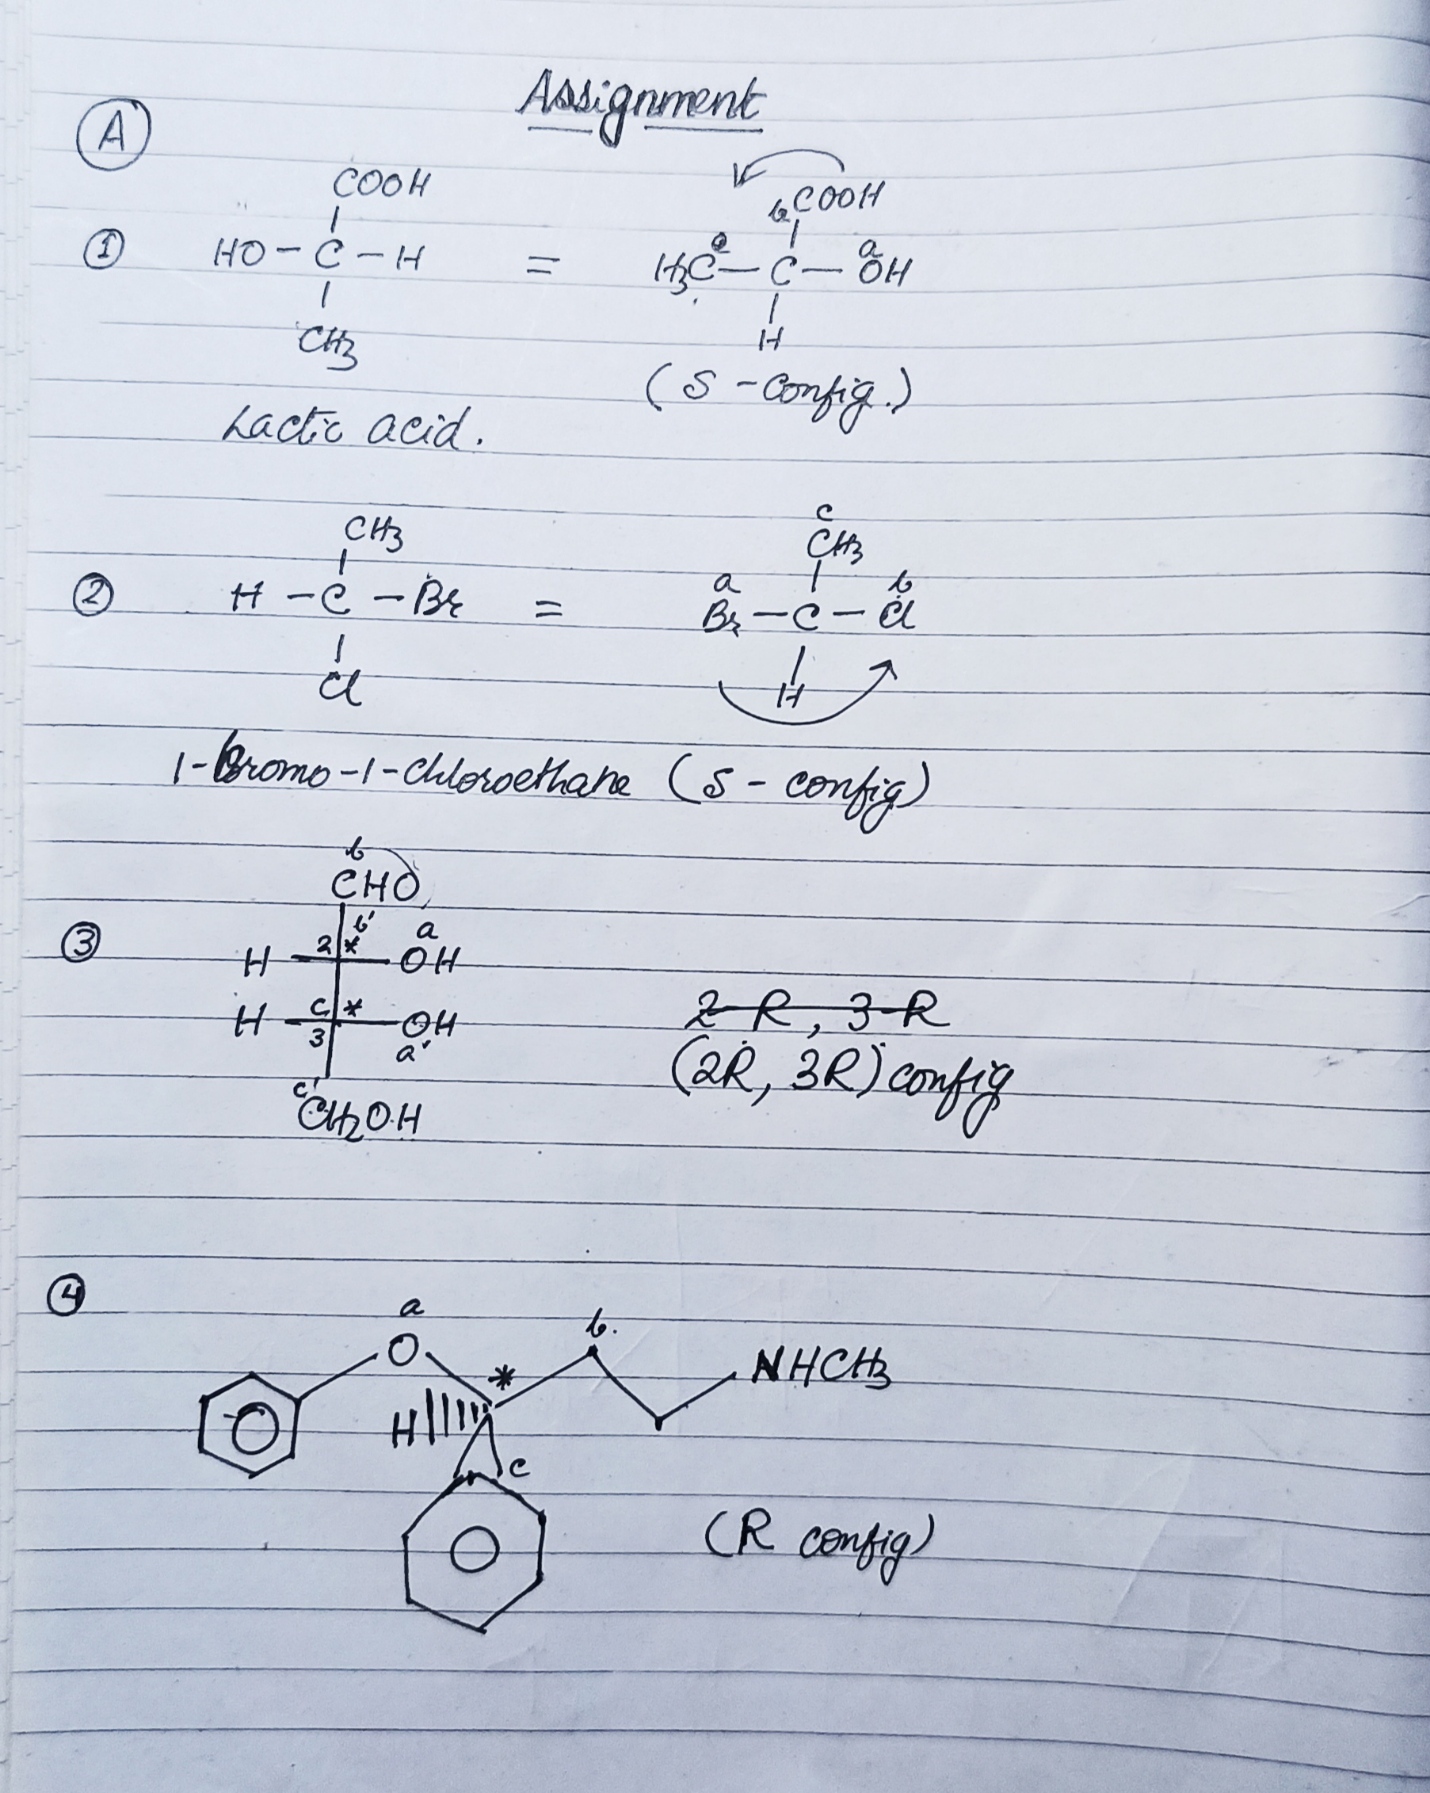 Assignment
A
COOH
COOH
b
1 HO - C - H = H3C - C - OH
a
CH3
H
(S - Config.)
Lactic acid.
c
CH3
CH3
a b
2 H - C - Br = Br - C - Cl
Cl
H
1-Bromo-1-chloroethane (S - config)
b
CHO
b' a
3 H 2 * OH
H c * OH
3 a'
2-R, 3-R
(2R, 3R) config
c'
CH2OH
4
a
b.
O * NHCH3
H
c
(R config)